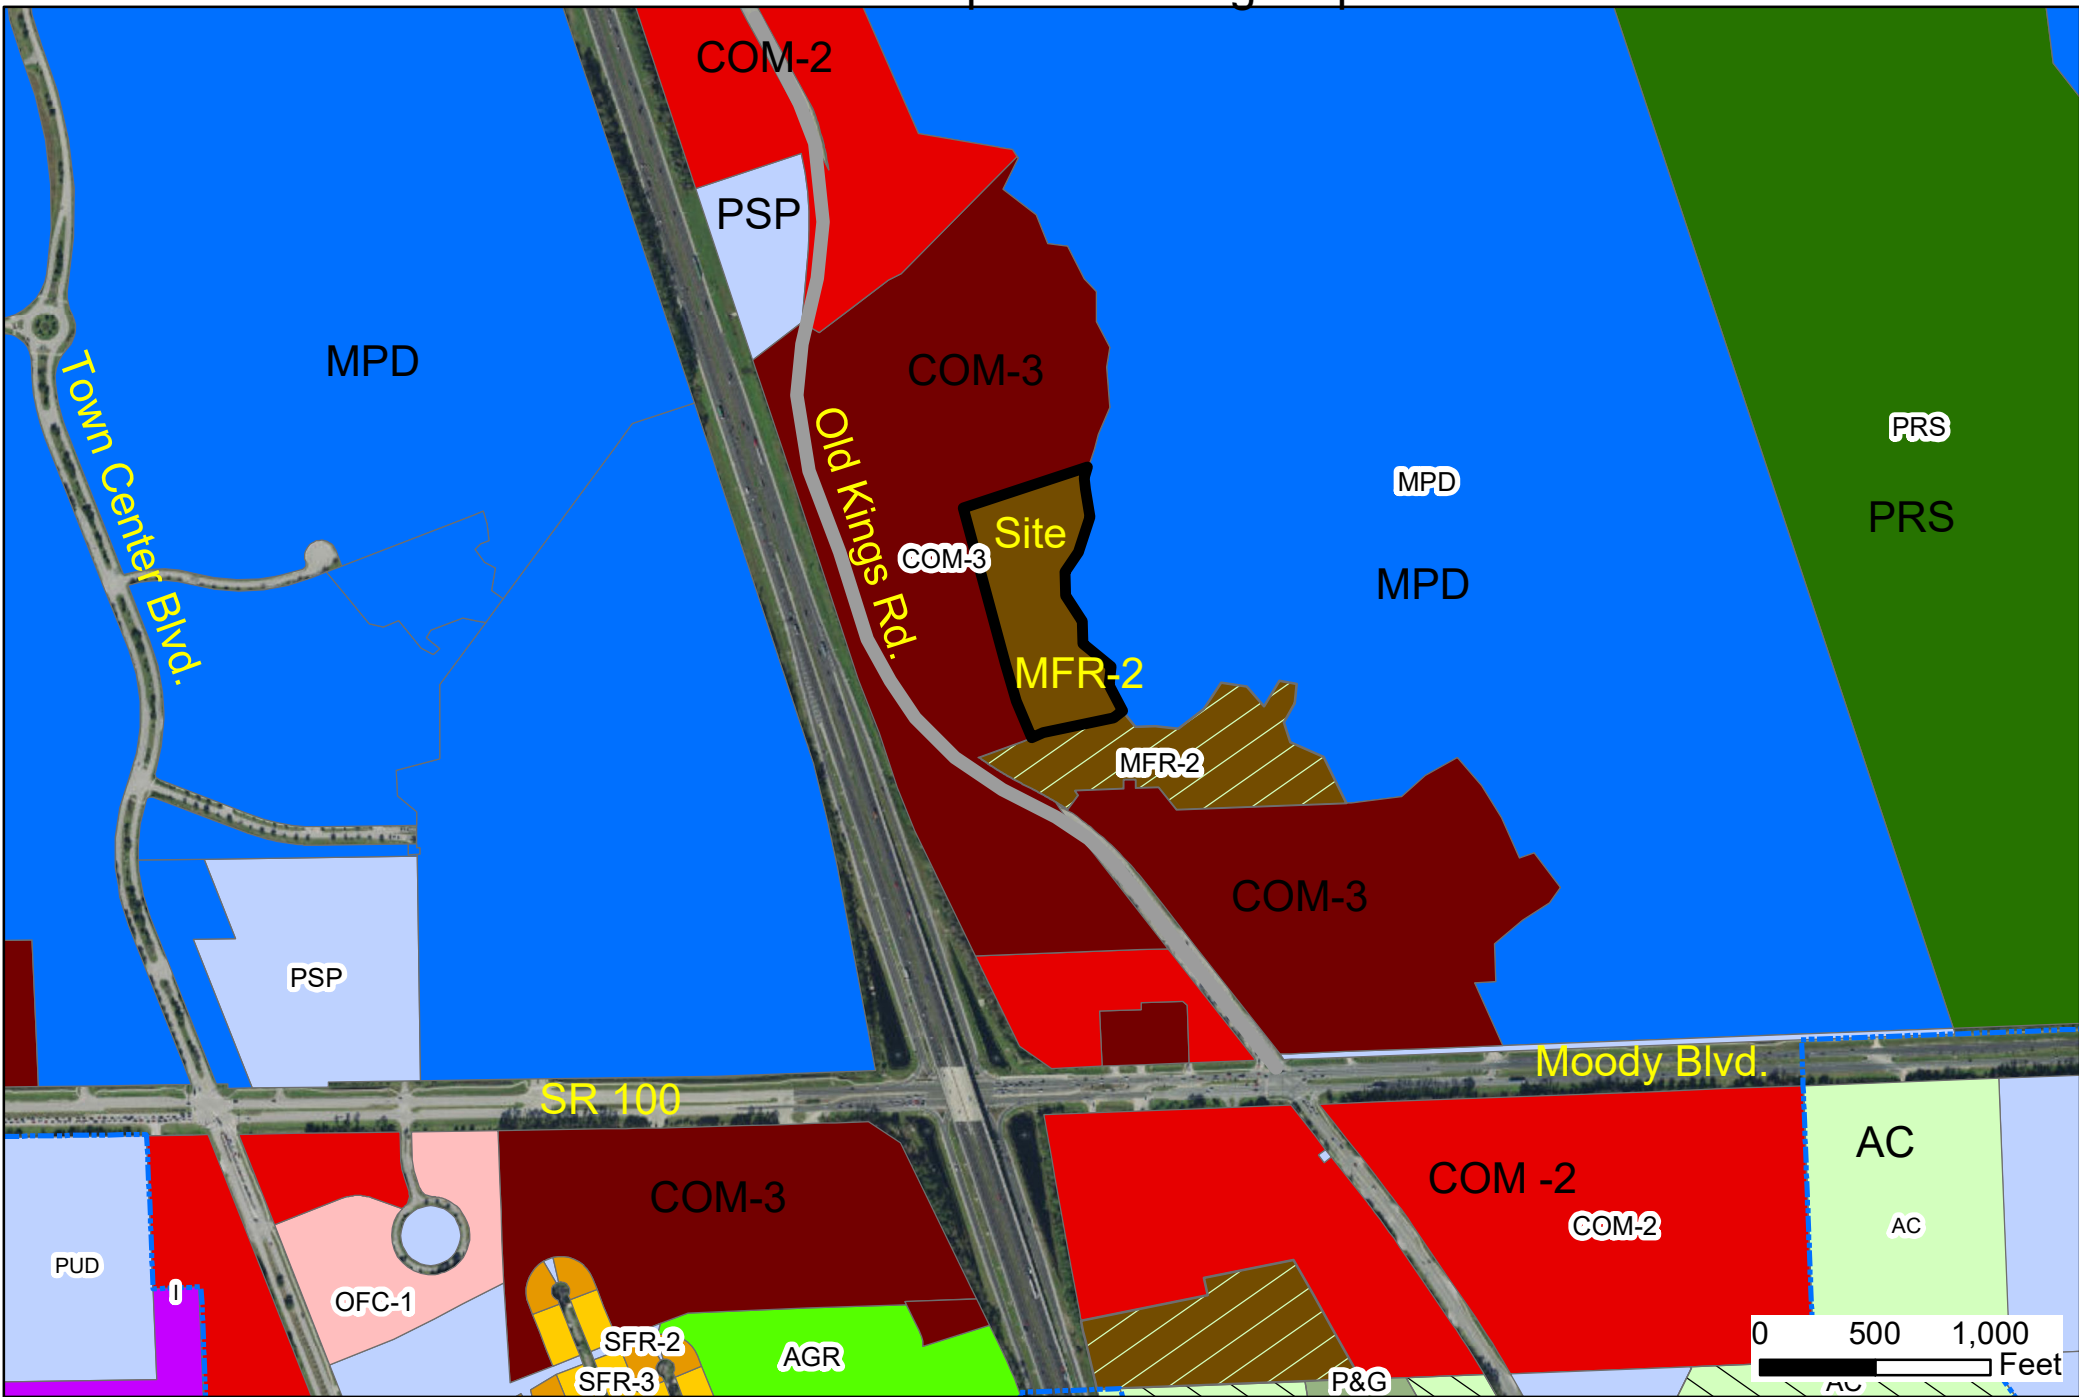 COM-2
PSP
MPD
COM-3
Town Center Blvd.
Old Kings Rd.
PRS
MPD
PRS
Site
COM-3
MPD
MFR-2
MFR-2
COM-3
PSP
Moody Blvd.
SR 100
AC
COM-3
COM -2
COM-2
AC
PUD
I
OFC-1
SFR-2
AGR
SFR-3
P&G
AC
0 500 1,000
Feet